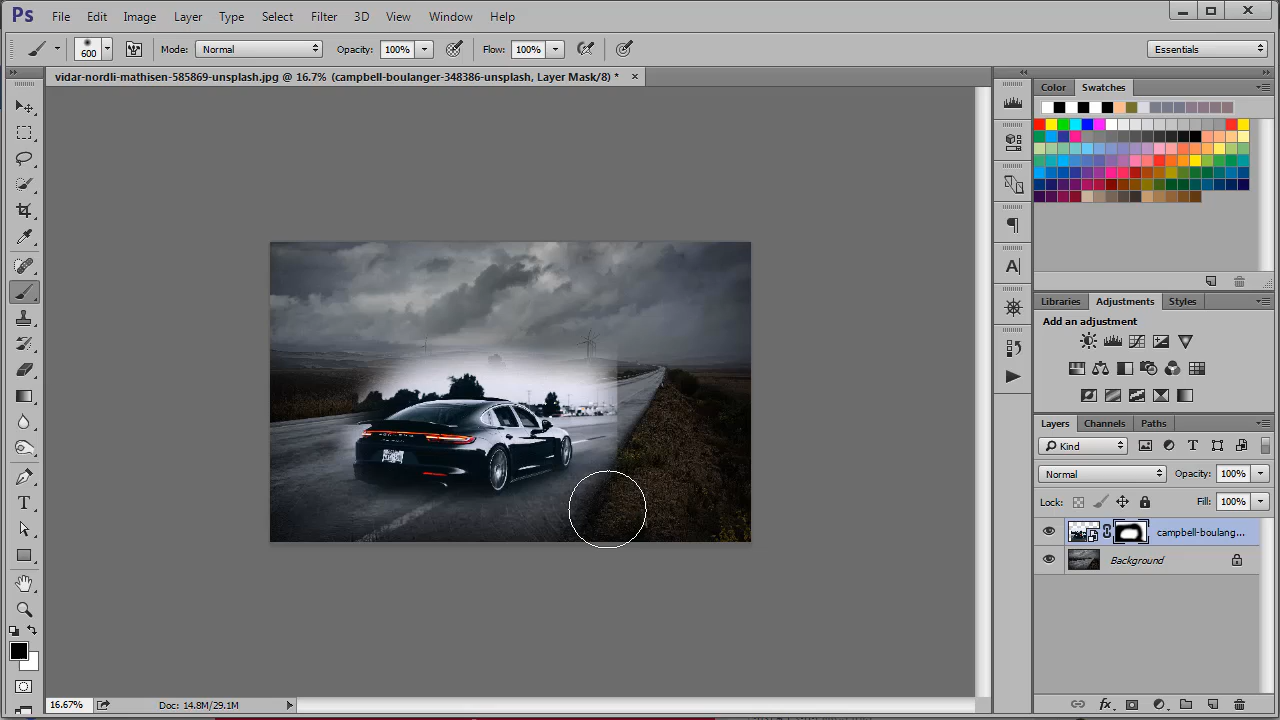 Ps File Edit Image Layer Type Select Filter 3D View Window Help
600 Mode: Normal Opacity: 100% Flow: 100% Essentials
vidar-nordli-mathisen-585869-unsplash.jpg @ 16.7% (campbell-boulanger-348386-unsplash, Layer Mask/8) * ×
Color Swatches
Libraries Adjustments Styles
Add an adjustment
Layers Channels Paths
Kind
Normal Opacity: 100%
Lock: Fill: 100%
campbell-boulang...
Background
16.67% Doc: 14.8M/29.1M